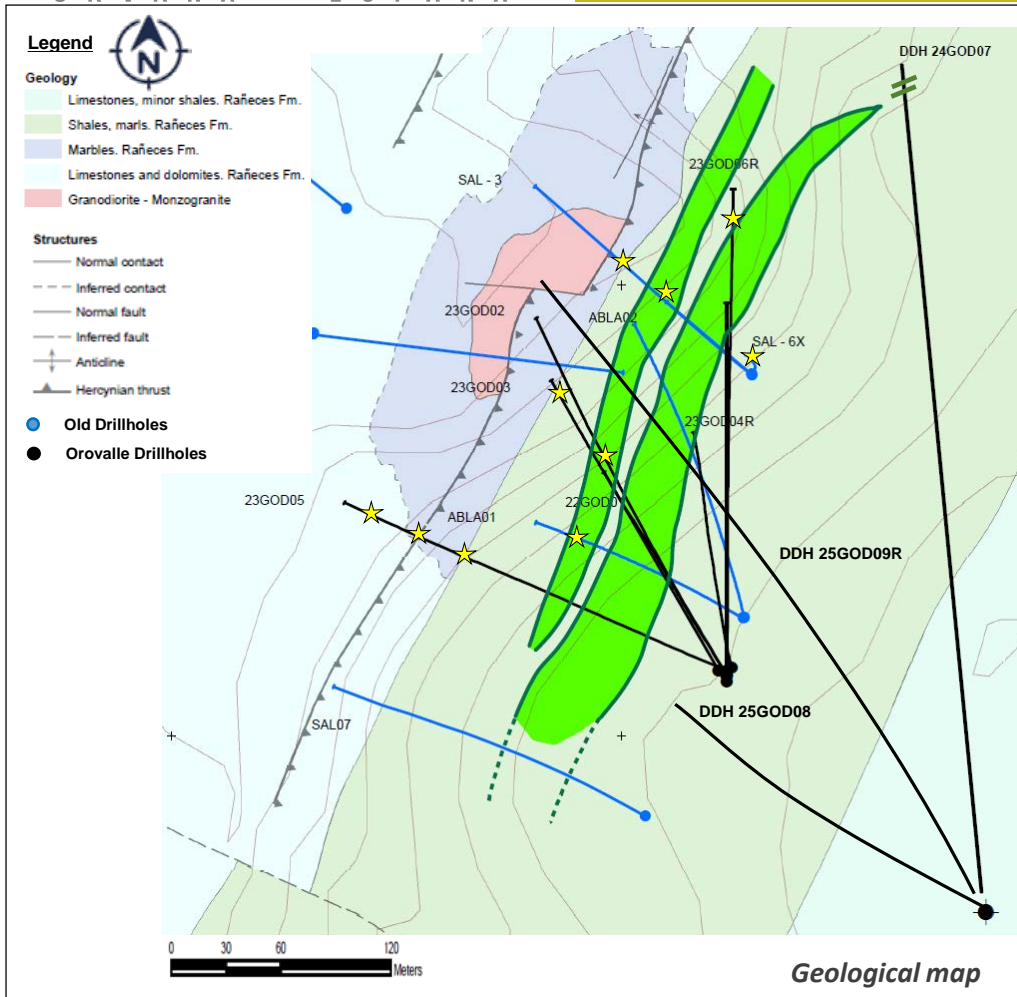 Legend
N
Geology
Limestones, minor shales. Rañeces Fm.
Shales, marls. Rañeces Fm.
Marbles. Rañeces Fm.
Limestones and dolomites. Rañeces Fm.
Granodiorite - Monzogranite
Structures
Normal contact
Inferred contact
Normal fault
Inferred fault
Anticline
Hercynian thrust
Old Drillholes
Orovalle Drillholes
DDH 24GOD07
23GOD06R
SAL - 3
23GOD02
ABLA02
SAL - 6X
23GOD03
23GOD04R
23GOD05
ABLA01
22GOD0
DDH 25GOD09R
DDH 25GOD08
SAL07
0 30 60 120
Meters
Geological map